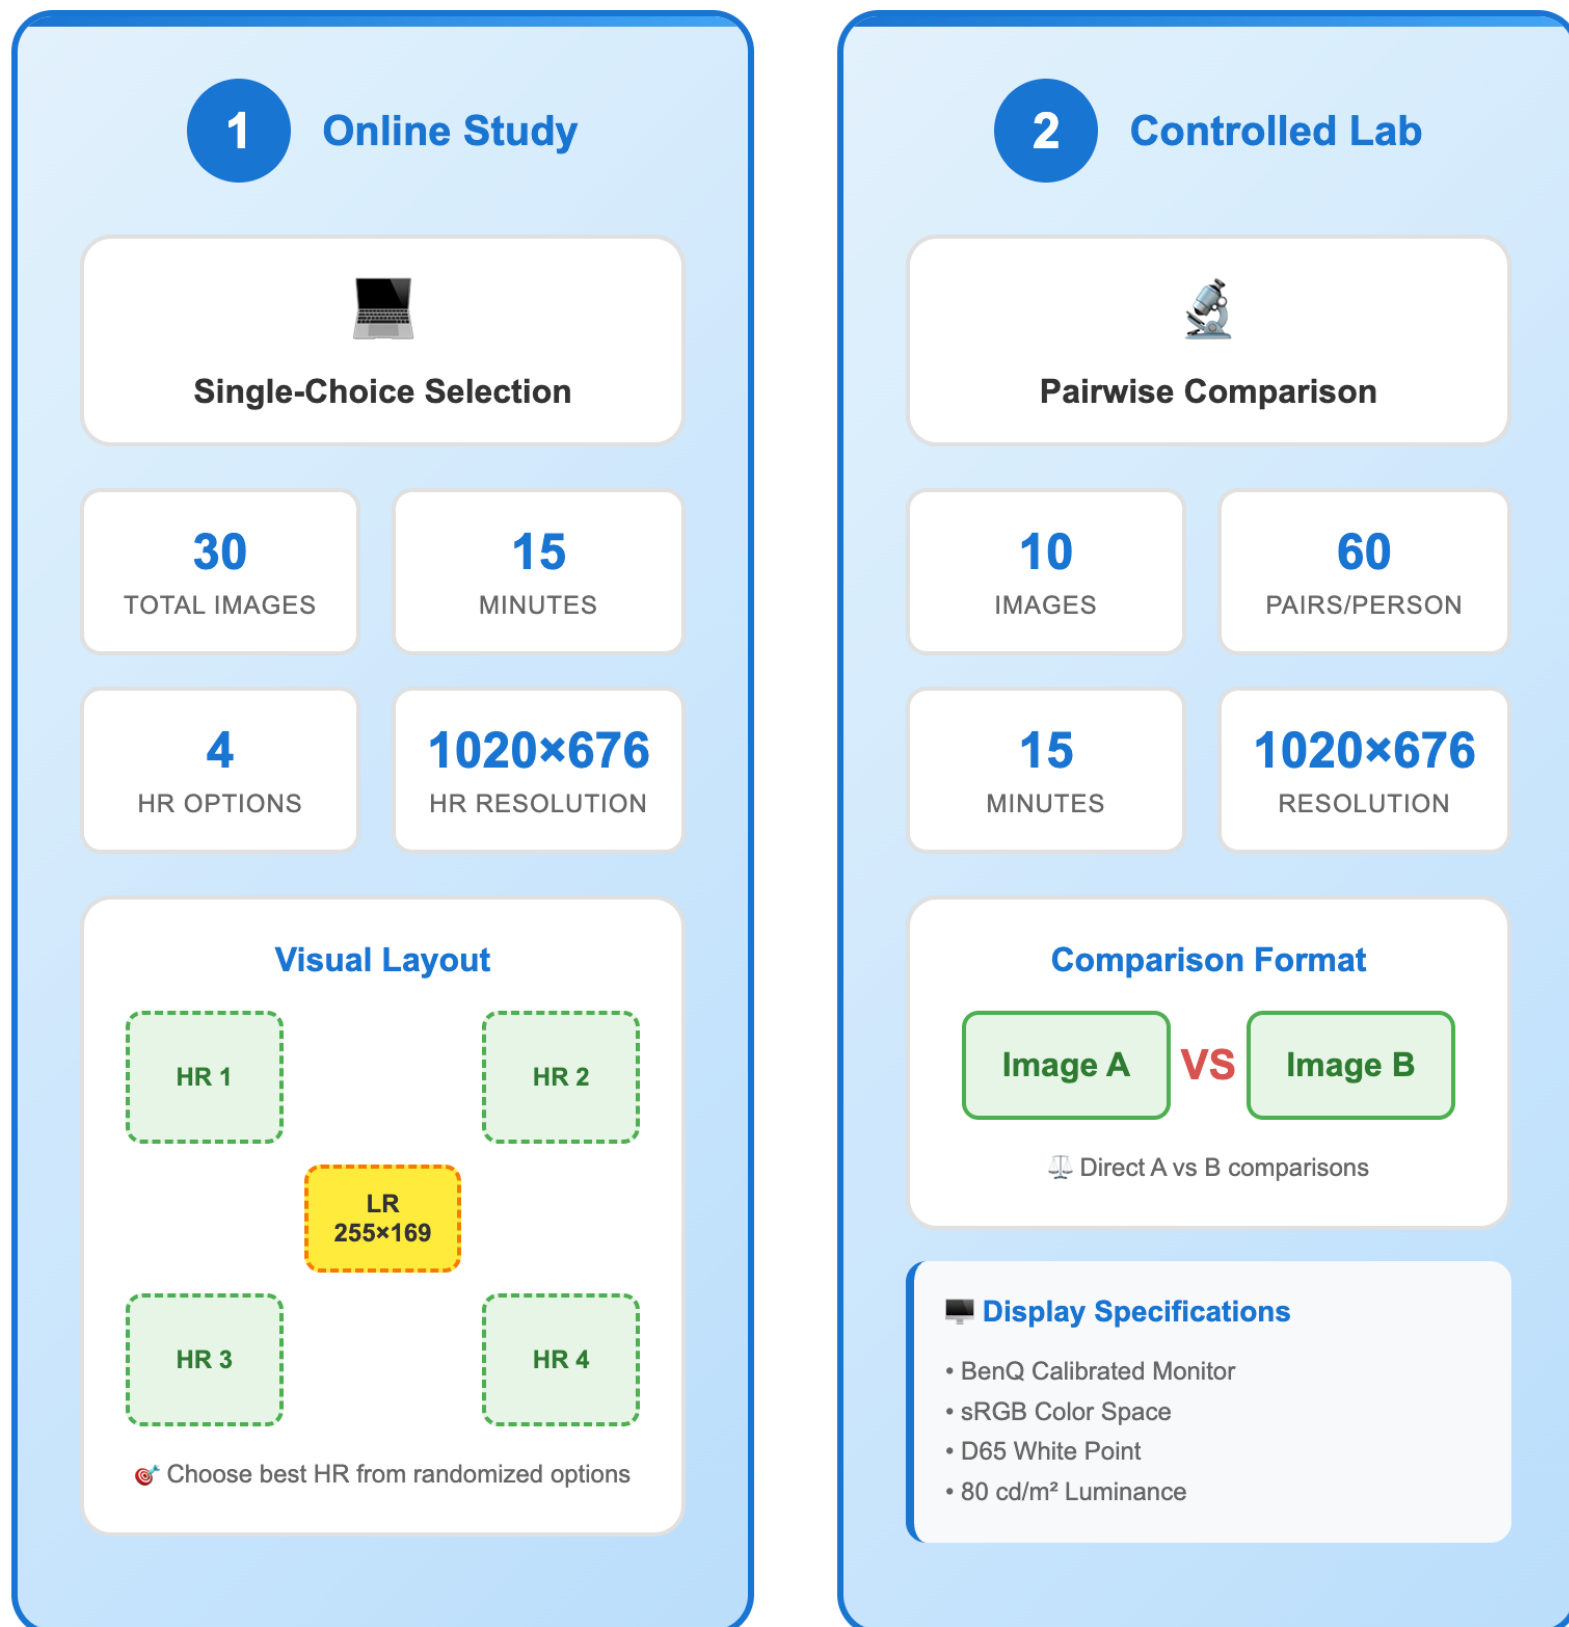 1 Online Study
Single-Choice Selection
30
TOTAL IMAGES
15
MINUTES
4
HR OPTIONS
1020×676
HR RESOLUTION
Visual Layout
HR 1
HR 2
LR
255×169
HR 3
HR 4
Choose best HR from randomized options
2 Controlled Lab
Pairwise Comparison
10
IMAGES
60
PAIRS/PERSON
15
MINUTES
1020×676
RESOLUTION
Comparison Format
Image A VS Image B
Direct A vs B comparisons
Display Specifications
• BenQ Calibrated Monitor
• sRGB Color Space
• D65 White Point
• 80 cd/m² Luminance